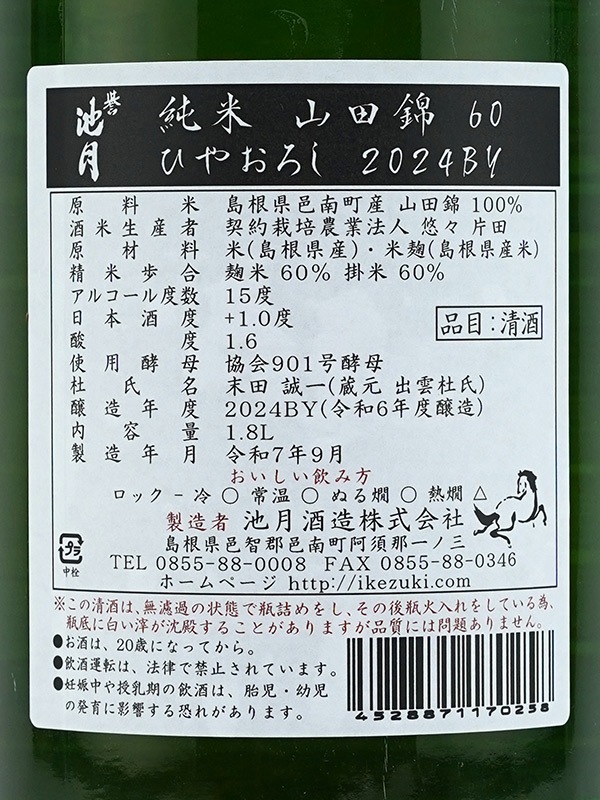 誉池月 純米 山田錦 60
ひやおろし 2024BY
原料米 島根県邑南町産 山田錦 100%
酒米生産者 契約栽培農業法人 悠々 片田
原材料 米(島根県産)・米麹(島根県産米)
精米歩合 麹米 60% 掛米 60%
アルコール度数 15度
日本酒度 +1.0度
品目:清酒
酸度 1.6
使用酵母 協会901号酵母
杜氏名 末田 誠一(蔵元 出雲杜氏)
醸造年度 2024BY(令和6年度醸造)
内容量 1.8L
製造年月 令和7年9月
おいしい飲み方
ロック - 冷 ○ 常温 ○ ぬる燗 ○ 熱燗 △
製造者 池月酒造株式会社
島根県邑智郡邑南町阿須那一ノ三
プラ
中栓
TEL 0855-88-0008 FAX 0855-88-0346
ホームページ http://ikezuki.com
※この清酒は、無濾過の状態で瓶詰めをし、その後瓶火入れをしている為、
瓶底に白い滓が沈殿することがありますが品質には問題ありません。
●お酒は、20歳になってから。
●飲酒運転は、法律で禁止されています。
●妊娠中や授乳期の飲酒は、胎児・幼児
の発育に影響する恐れがあります。
4528871170258